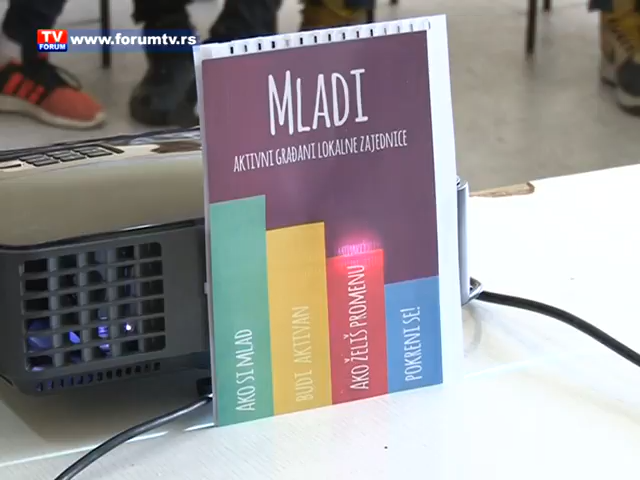 TV
FORUM
www.forumtv.rs
MLADI
AKTIVNI GRAĐANI LOKALNE ZAJEDNICE
AKO SI MLAD
BUDI AKTIVAN
AKO ŽELIŠ PROMENU
POKRENI SE!